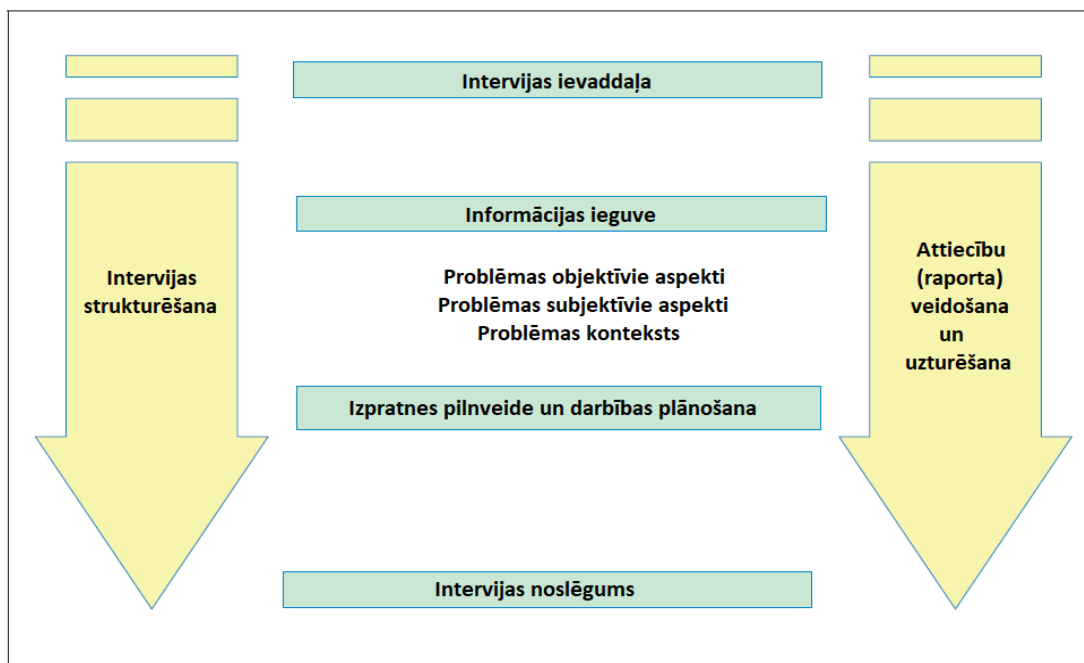 Intervijas ievaddaļa
Informācijas ieguve
Problēmas objektīvie aspekti
Problēmas subjektīvie aspekti
Problēmas konteksts
Izpratnes pilnveide un darbības plānošana
Intervijas noslēgums
Intervijas
strukturēšana
Attiecību
(raporta)
veidošana
un
uzturēšana